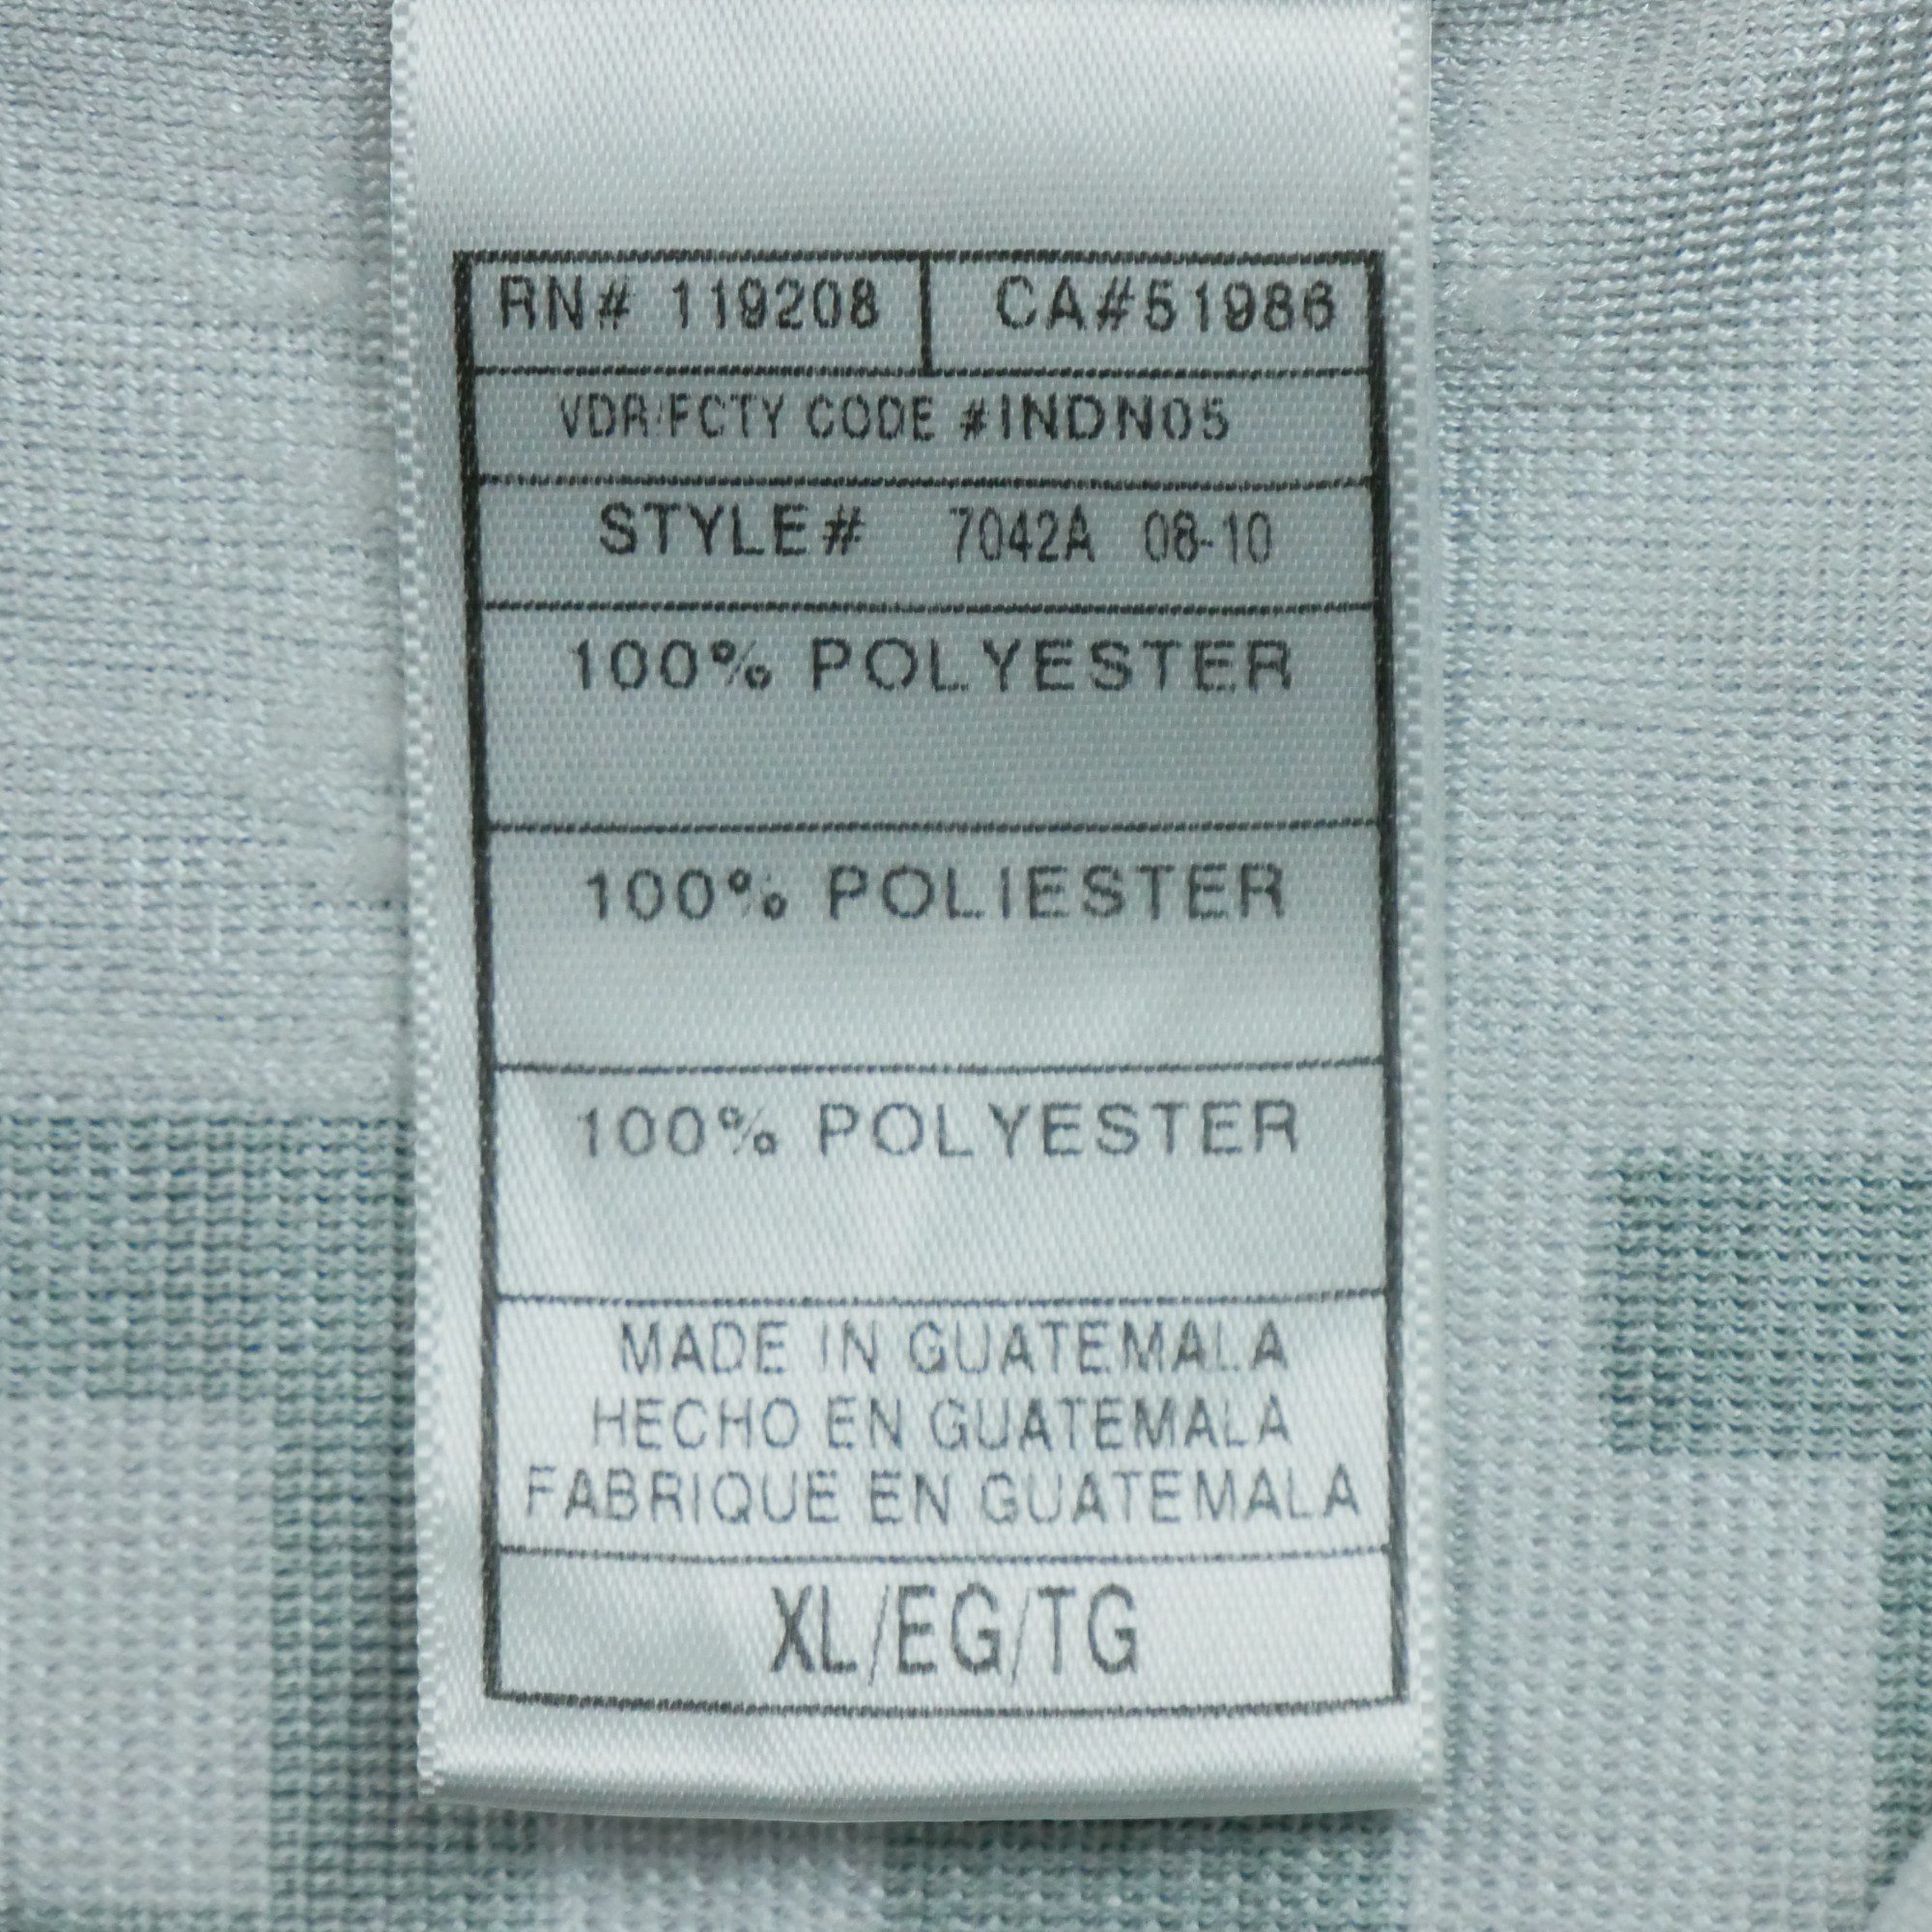 RN# 119208 CA#51986
VDR/FCTY CODE #INDN05
STYLE# 7042A 08-10
100% POLYESTER
100% POLIESTER
100% POLYESTER
MADE IN GUATEMALA
HECHO EN GUATEMALA
FABRIQUE EN GUATEMALA
XL/EG/TG